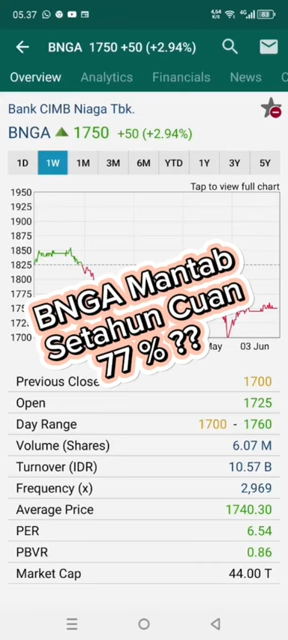 05.37
4,64
K/S
4G
83
BNGA 1750 +50 (+2.94%)
Overview Analytics Financials News
Bank CIMB Niaga Tbk.
BNGA 1750 +50 (+2.94%)
1D 1W 1M 3M 6M YTD 1Y 3Y 5Y
Tap to view full chart
1950
1925
1900
1875
1850
1825
1800
1775
1700
03 Jun
BNGA Mantab
Setahun Cuan
77 % ??
Previous Close 1700
Open 1725
Day Range 1700 - 1760
Volume (Shares) 6.07 M
Turnover (IDR) 10.57 B
Frequency (x) 2,969
Average Price 1740.30
PER 6.54
PBVR 0.86
Market Cap 44.00 T